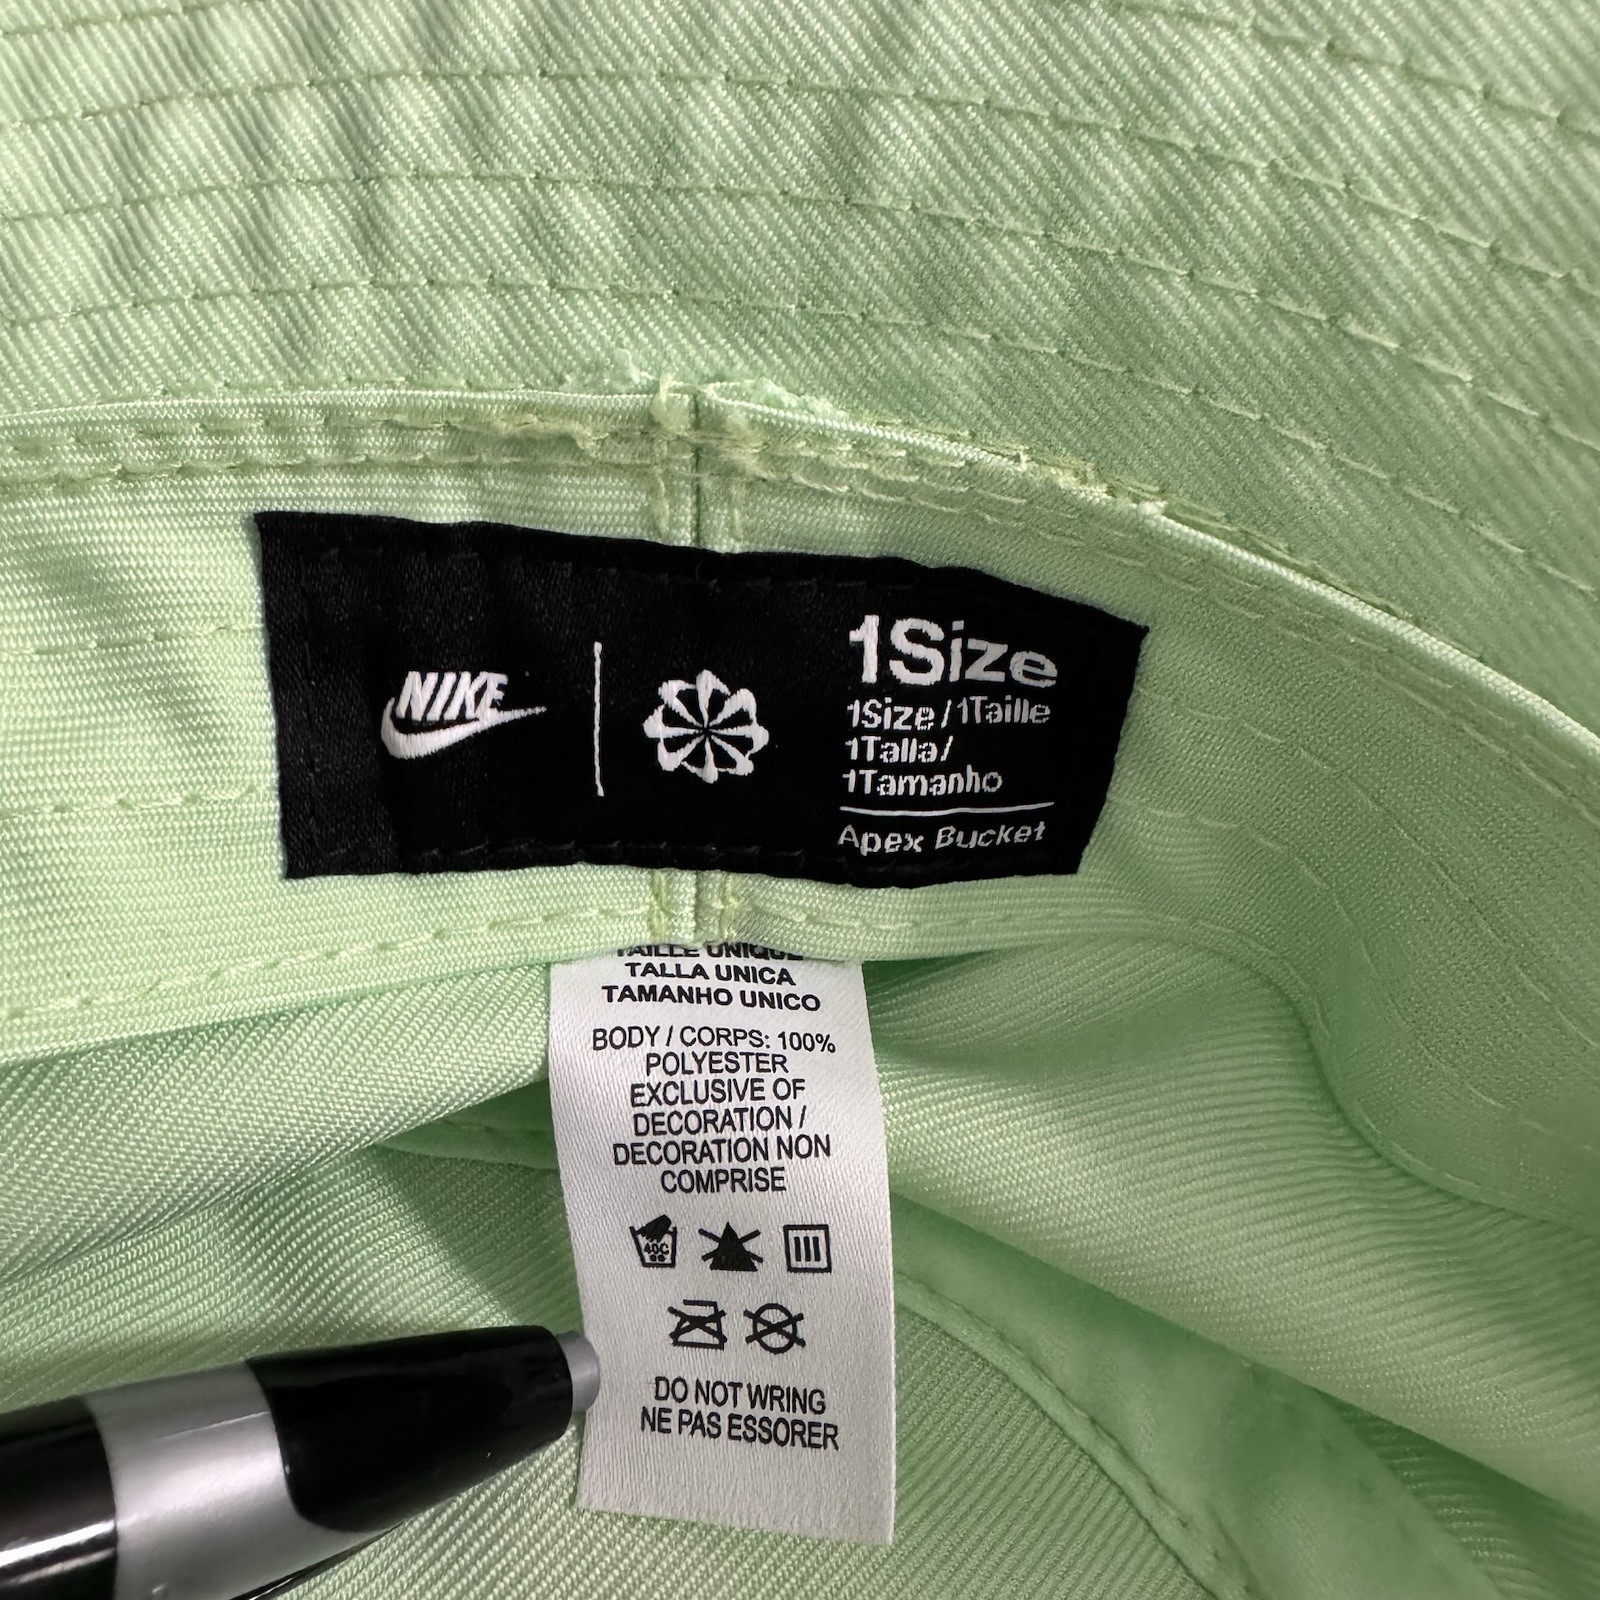 NIKE
1Size
1Size/1Taille
1Talla/
1Tamanho
Apex Bucket
TAILLE UNIQUE
TALLA UNICA
TAMANHO UNICO
BODY / CORPS: 100%
POLYESTER
EXCLUSIVE OF
DECORATION /
DECORATION NON
COMPRISE
40C
DO NOT WRING
NE PAS ESSORER